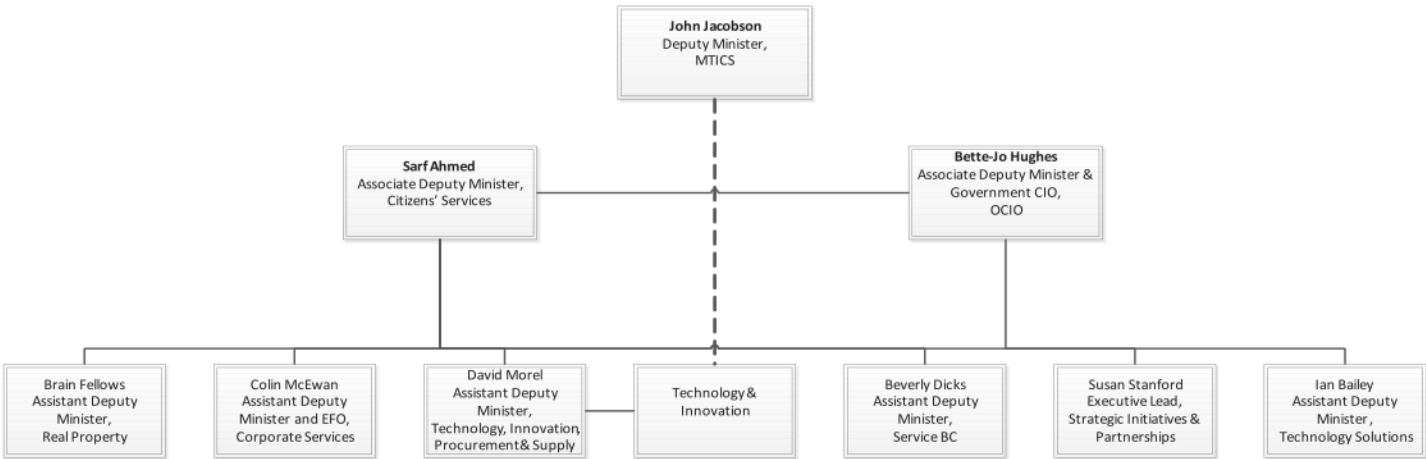 John Jacobson
Deputy Minister,
MTICS
Sarf Ahmed
Associate Deputy Minister,
Citizens' Services
Bette-Jo Hughes
Associate Deputy Minister &
Government CIO,
OCIO
Brain Fellows
Assistant Deputy
Minister,
Real Property
Colin McEwan
Assistant Deputy
Minister and EFO,
Corporate Services
David Morel
Assistant Deputy
Minister,
Technology, Innovation,
Procurement & Supply
Technology &
Innovation
Beverly Dicks
Assistant Deputy
Minister,
Service BC
Susan Stanford
Executive Lead,
Strategic Initiatives &
Partnerships
Ian Bailey
Assistant Deputy
Minister,
Technology Solutions